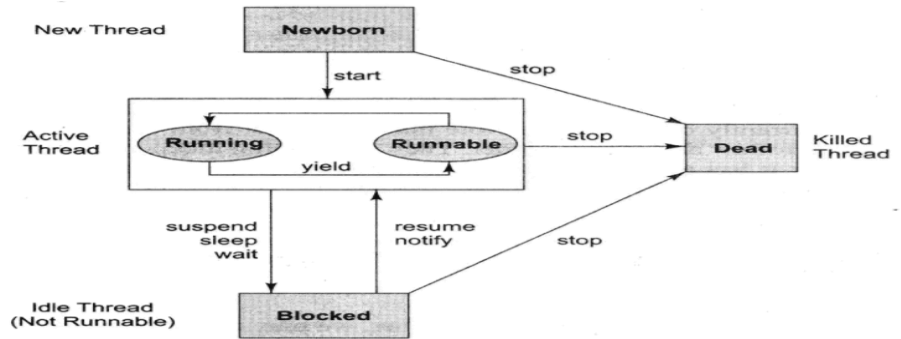 New Thread
Newborn
start
stop
Active
Thread
Running
Runnable
yield
stop
Dead
Killed
Thread
suspend
sleep
wait
resume
notify
stop
Idle Thread
(Not Runnable)
Blocked